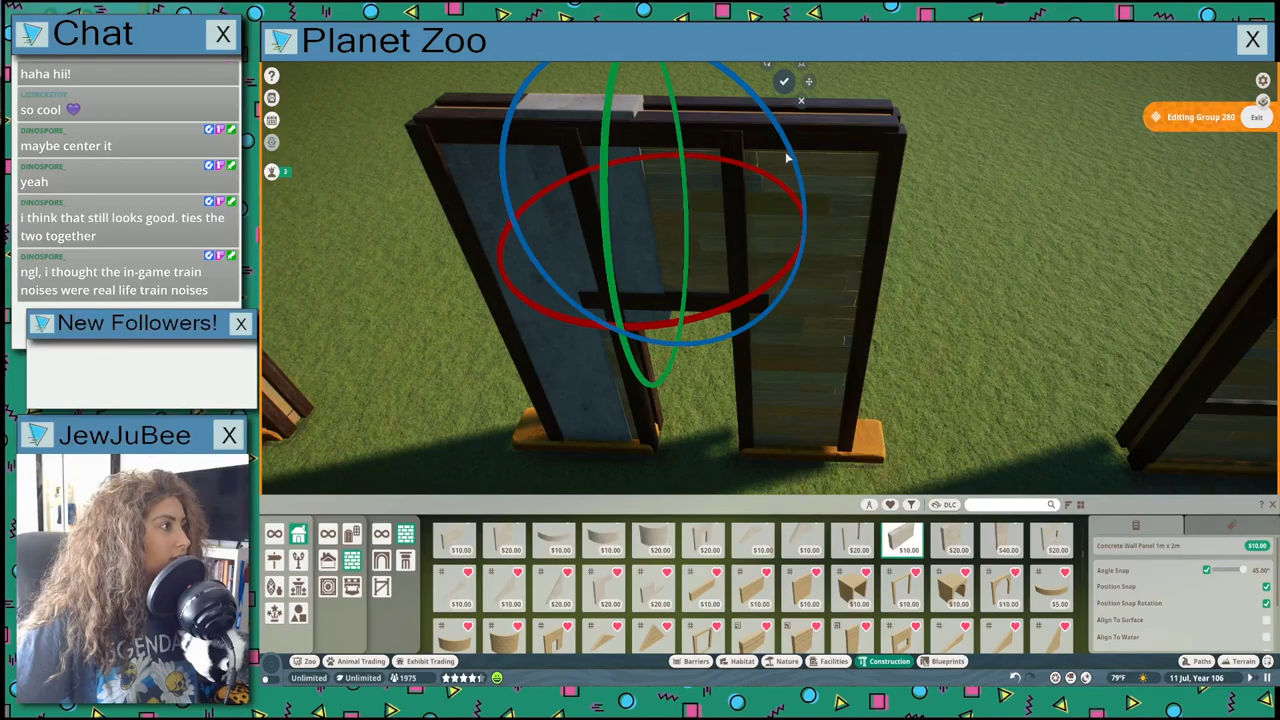 Chat
X
haha hii!
so cool 💜
DINOSPORE_
maybe center it
DINOSPORE_
yeah
DINOSPORE_
i think that still looks good. ties the
two together
DINOSPORE_
ngl, i thought the in-game train
noises were real life train noises
New Followers!
X
JewJuBee
X
Planet Zoo
X
?
3
Editing Group 280
Exit
DLC
? X
$10.00 $20.00 $10.00 $10.00 $20.00 $10.00 $10.00 $10.00 $20.00 $10.00 $20.00 $40.00 $20.00
$10.00 $10.00 $20.00 $10.00 $20.00 $10.00 $10.00 $10.00 $10.00 $10.00 $10.00 $10.00 $5.00
Concrete Wall Panel 1m x 2m
$10.00
Angle Snap
45.00°
Position Snap
Position Snap Rotation
Align To Surface
Align To Water
Zoo
Animal Trading
Exhibit Trading
Barriers
Habitat
Nature
Facilities
Construction
Blueprints
Paths
Terrain
Unlimited
Unlimited
1975
79°F
11 Jul, Year 106